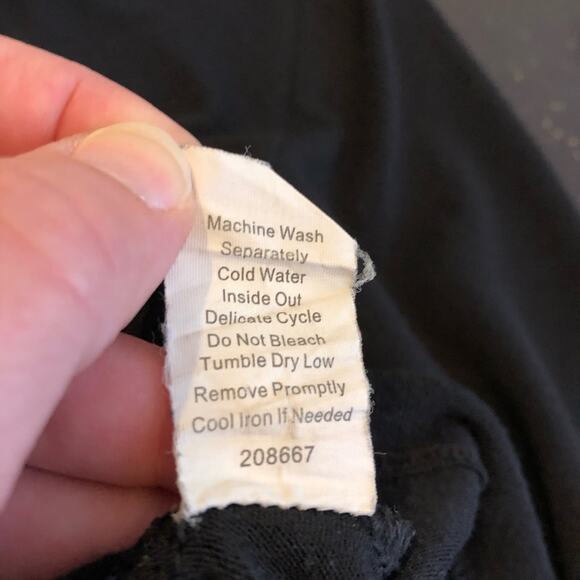 Machine Wash
Separately
Cold Water
Inside Out
Delicate Cycle
Do Not Bleach
Tumble Dry Low
Remove Promptly
Cool Iron If Needed
208667